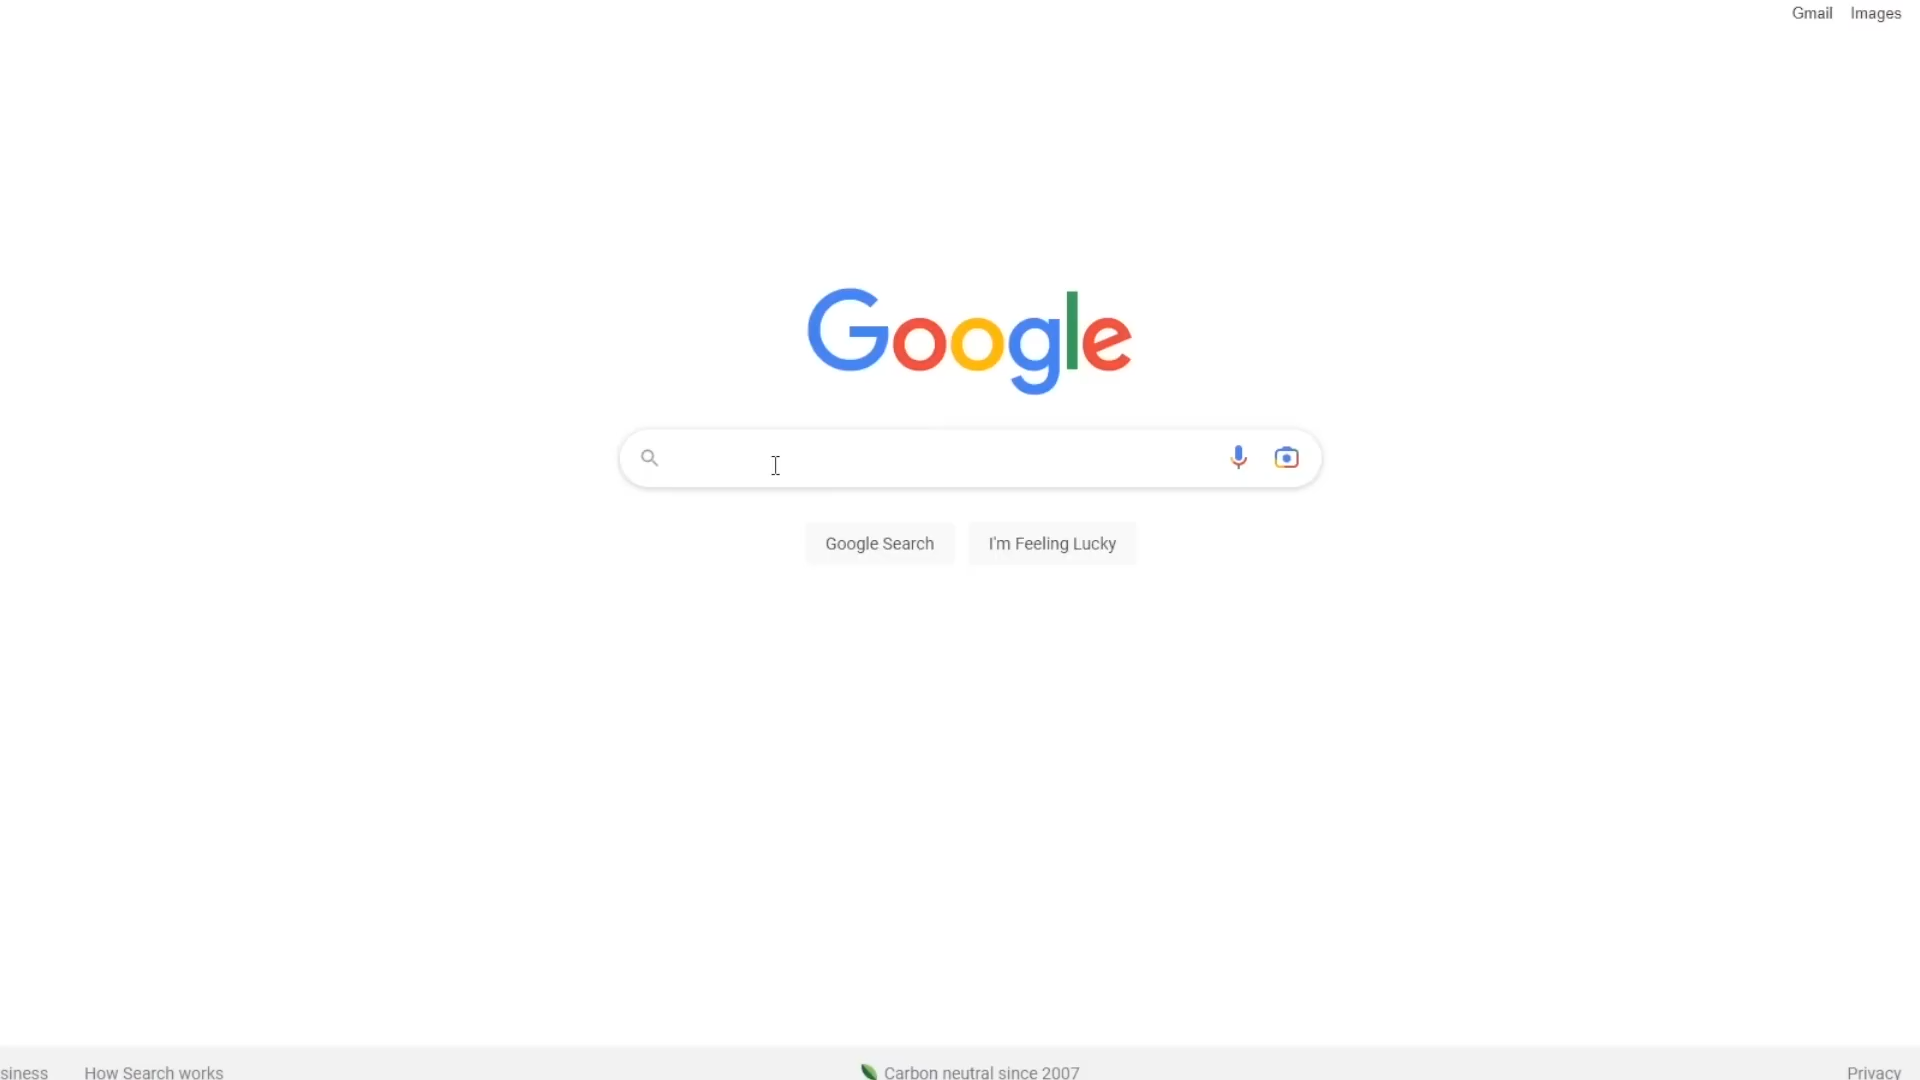 Gmail Images
Google
Google Search I'm Feeling Lucky
siness How Search works Carbon neutral since 2007 Privacy